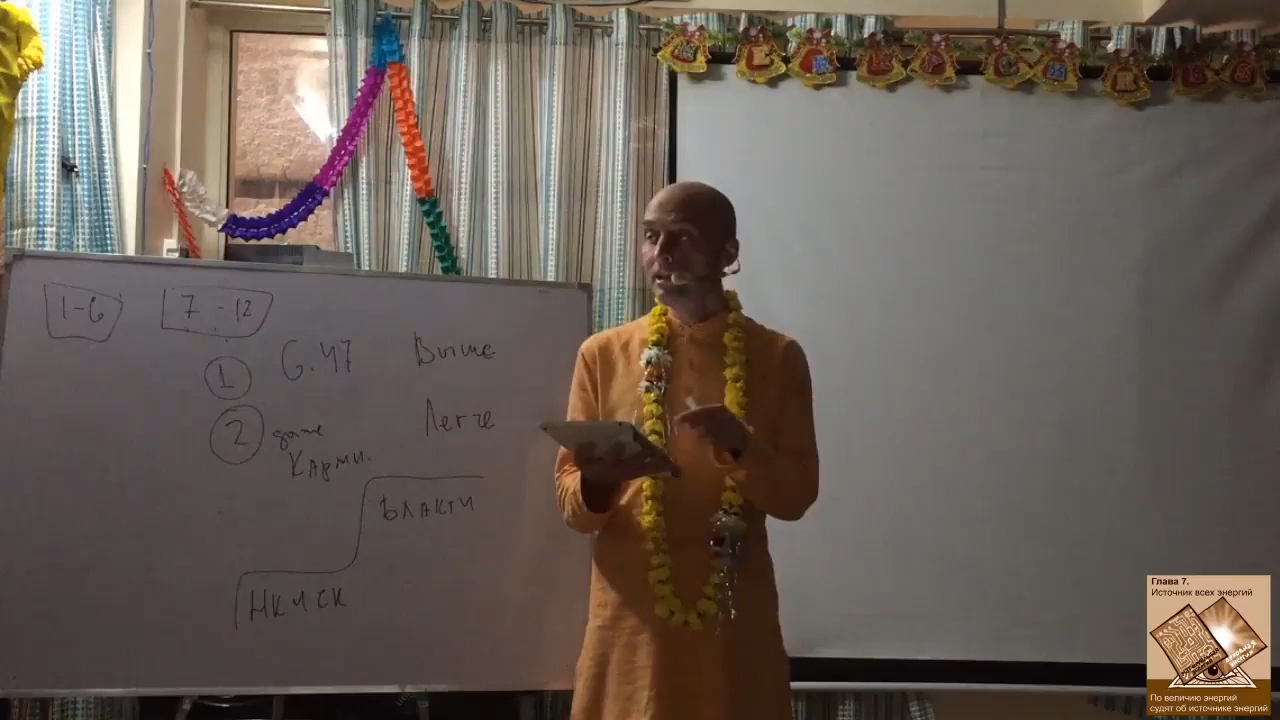 1-6 7-12
1 6.47 Выше
2 даже Легче
карми.
БХАКТИ
НКЧСК
Глава 7.
Источник всех энергий
По величию энергий
судят об источнике энергий